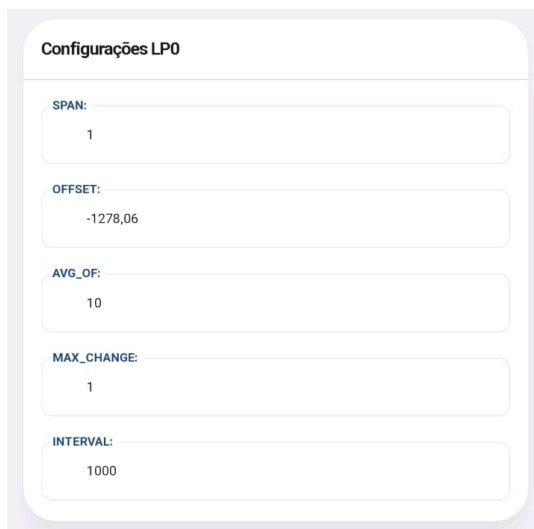 Configurações LP0
SPAN:
1
OFFSET:
-1278,06
AVG_OF:
10
MAX_CHANGE:
1
INTERVAL:
1000